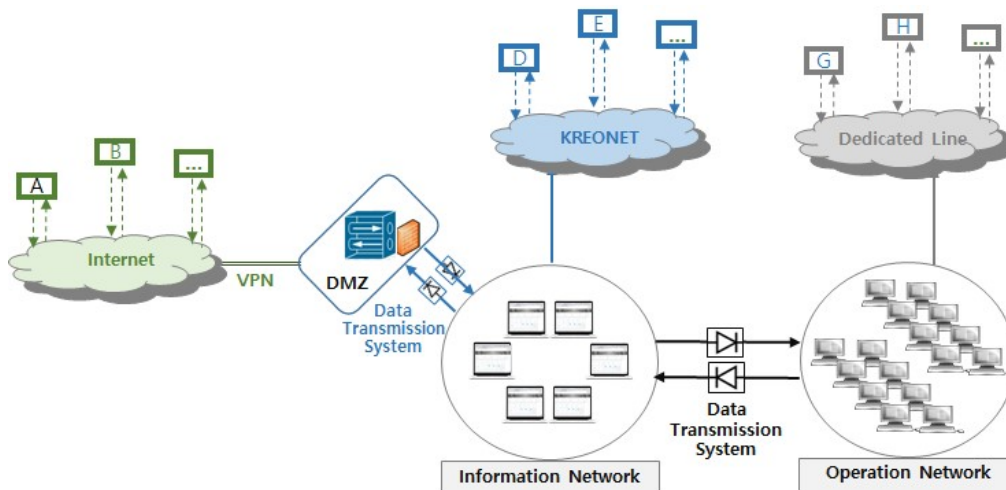 E
H
D
...
G
...
KREONET
Dedicated Line
B
...
A
Internet
VPN
DMZ
Data
Transmission
System
Data
Transmission
System
Information Network
Operation Network